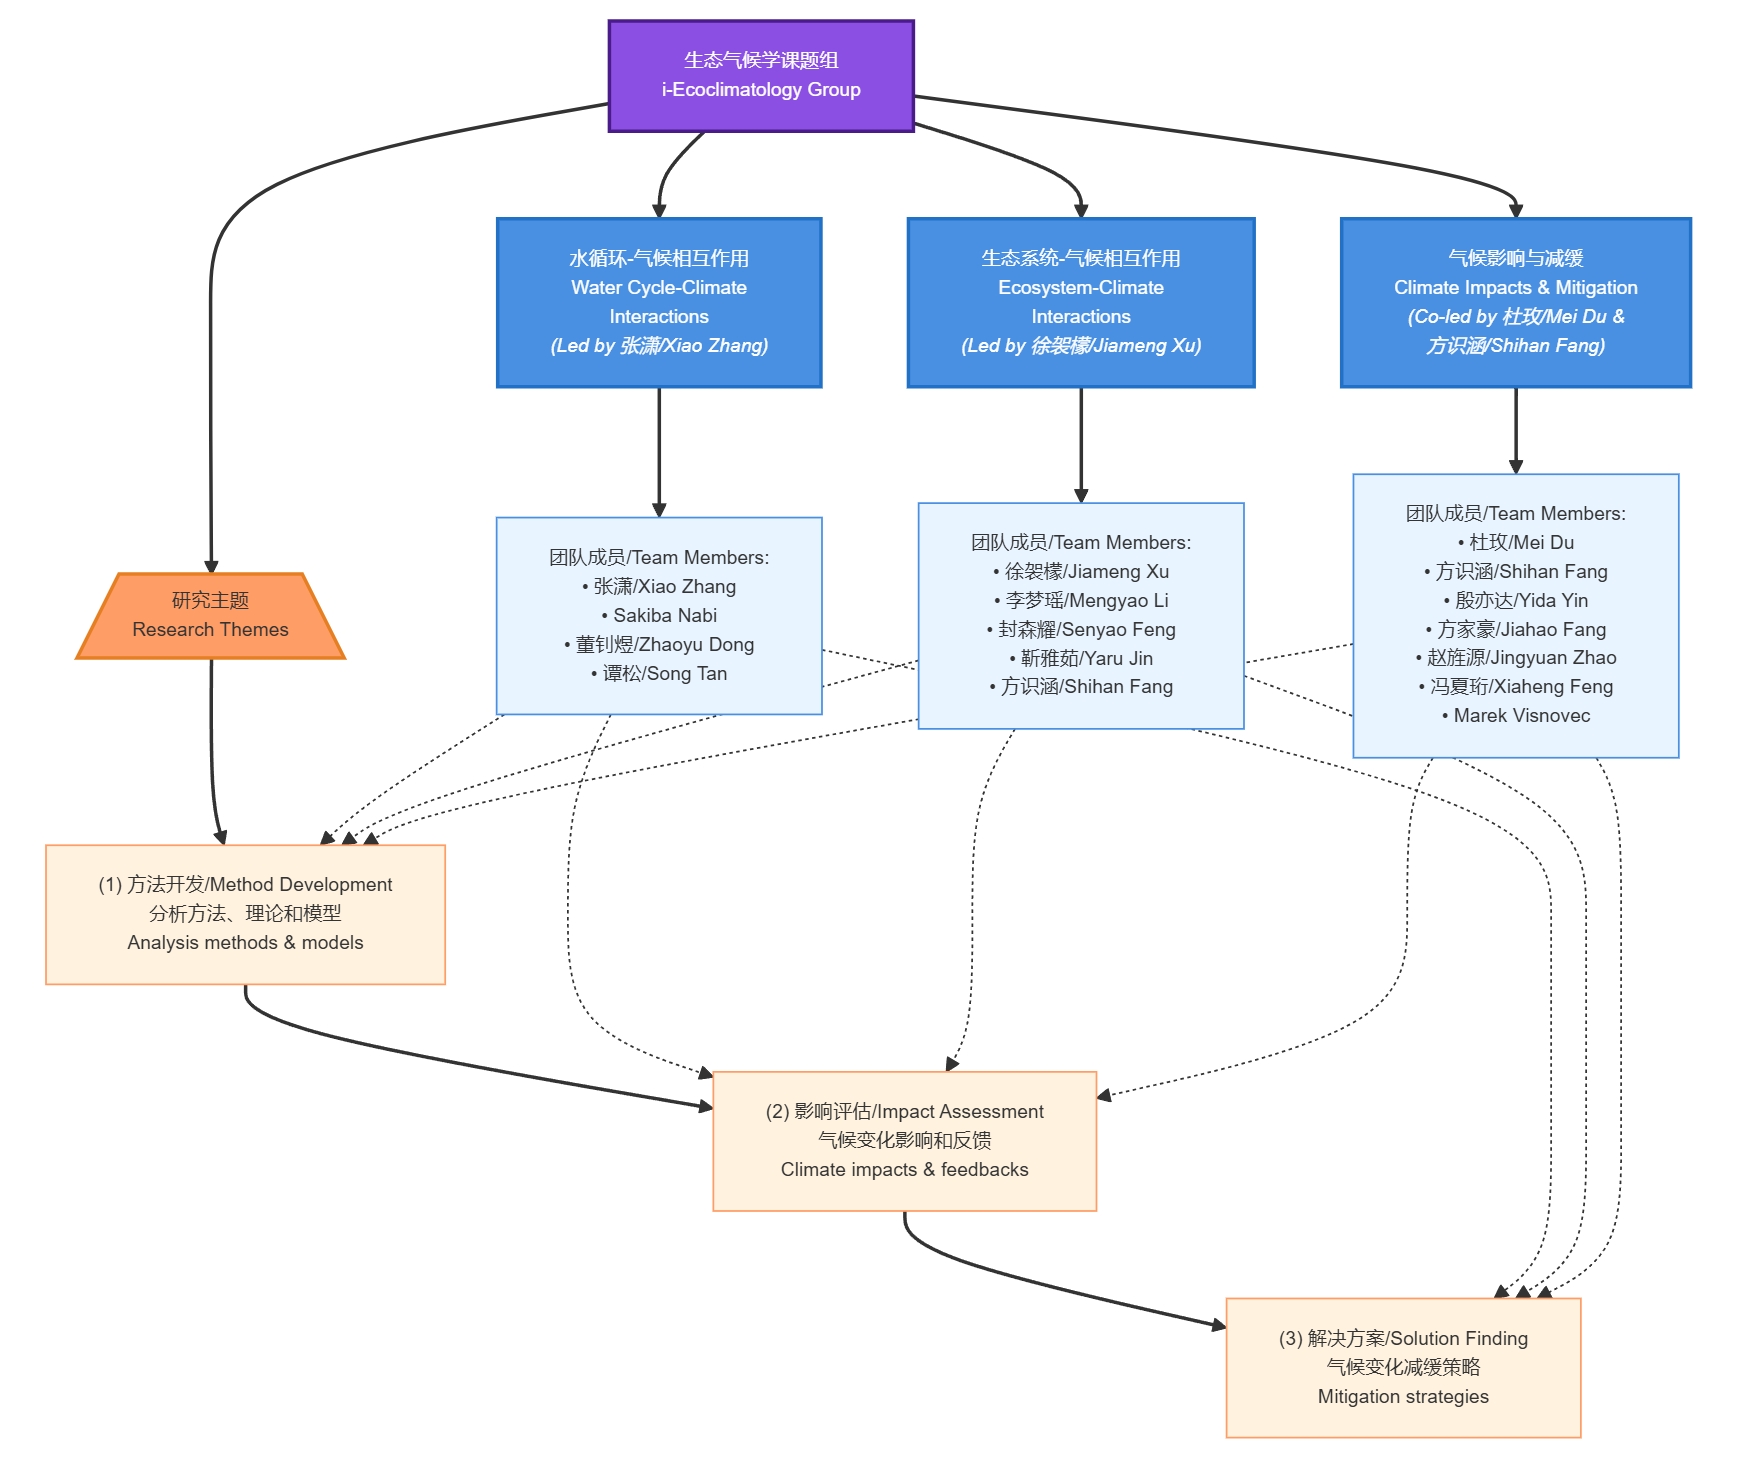 生态气候学课题组
i-Ecoclimatology Group
水循环-气候相互作用
Water Cycle-Climate
Interactions
(Led by 张潇/Xiao Zhang)
生态系统-气候相互作用
Ecosystem-Climate
Interactions
(Led by 徐袈檬/Jiameng Xu)
气候影响与减缓
Climate Impacts & Mitigation
(Co-led by 杜玫/Mei Du &
方识涵/Shihan Fang)
团队成员/Team Members:
• 张潇/Xiao Zhang
• Sakiba Nabi
• 董钊煜/Zhaoyu Dong
• 谭松/Song Tan
团队成员/Team Members:
• 徐袈檬/Jiameng Xu
• 李梦瑶/Mengyao Li
• 封森耀/Senyao Feng
• 靳雅茹/Yaru Jin
• 方识涵/Shihan Fang
团队成员/Team Members:
• 杜玫/Mei Du
• 方识涵/Shihan Fang
• 殷亦达/Yida Yin
• 方家豪/Jiahao Fang
• 赵旌源/Jingyuan Zhao
• 冯夏珩/Xiaheng Feng
• Marek Visnovec
研究主题
Research Themes
(1) 方法开发/Method Development
分析方法、理论和模型
Analysis methods & models
(2) 影响评估/Impact Assessment
气候变化影响和反馈
Climate impacts & feedbacks
(3) 解决方案/Solution Finding
气候变化减缓策略
Mitigation strategies